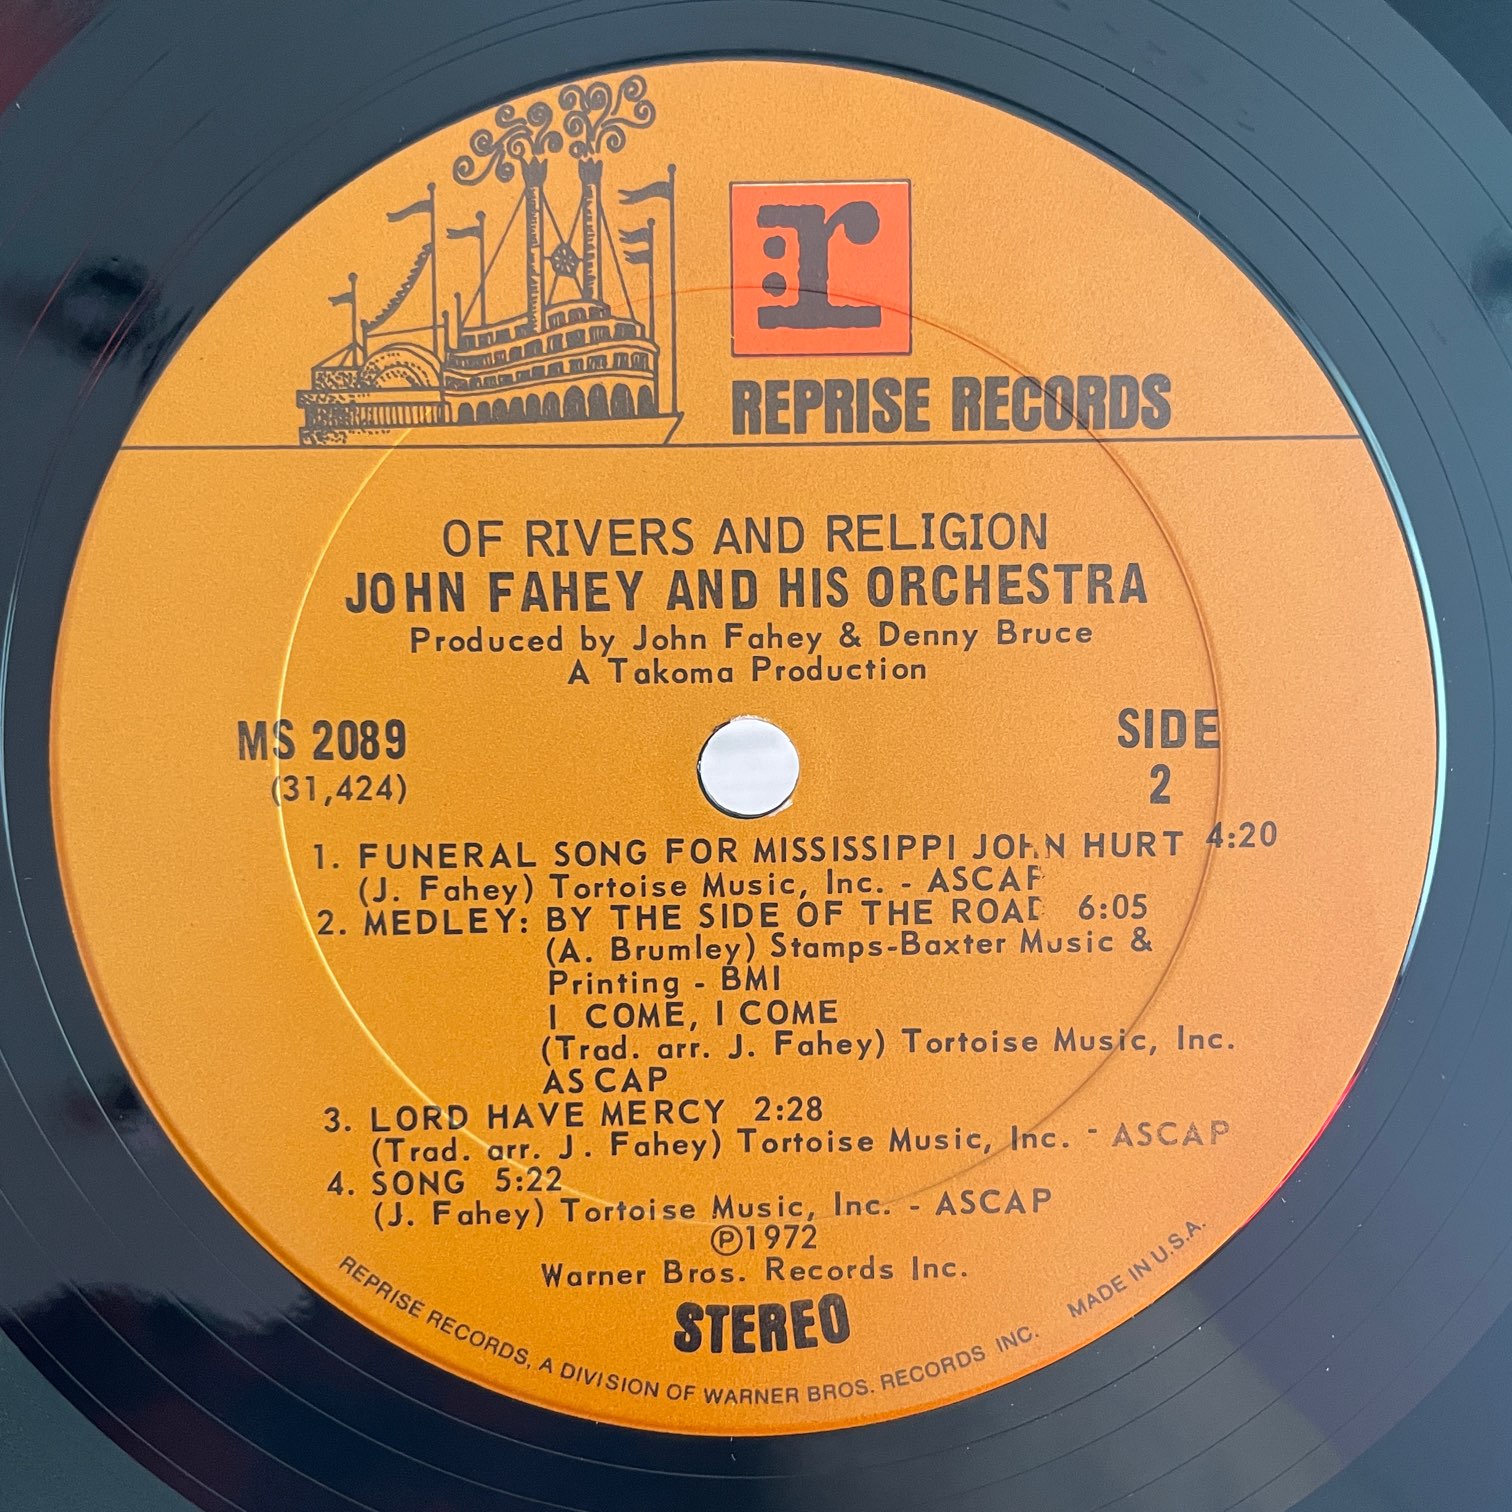 r:
REPRISE RECORDS
OF RIVERS AND RELIGION
JOHN FAHEY AND HIS ORCHESTRA
Produced by John Fahey & Denny Bruce
A Takoma Production
MS 2089
(31,424)
SIDE
2
1. FUNERAL SONG FOR MISSISSIPPI JOHN HURT 4:20
(J. Fahey) Tortoise Music, Inc. - ASCAP
2. MEDLEY: BY THE SIDE OF THE ROAD 6:05
(A. Brumley) Stamps-Baxter Music &
Printing - BMI
I COME, I COME
(Trad. arr. J. Fahey) Tortoise Music, Inc.
ASCAP
3. LORD HAVE MERCY 2:28
(Trad. arr. J. Fahey) Tortoise Music, Inc. - ASCAP
4. SONG 5:22
(J. Fahey) Tortoise Music, Inc. - ASCAP
℗1972
Warner Bros. Records Inc.
STEREO
REPRISE RECORDS, A DIVISION OF WARNER BROS. RECORDS INC. MADE IN U.S.A.